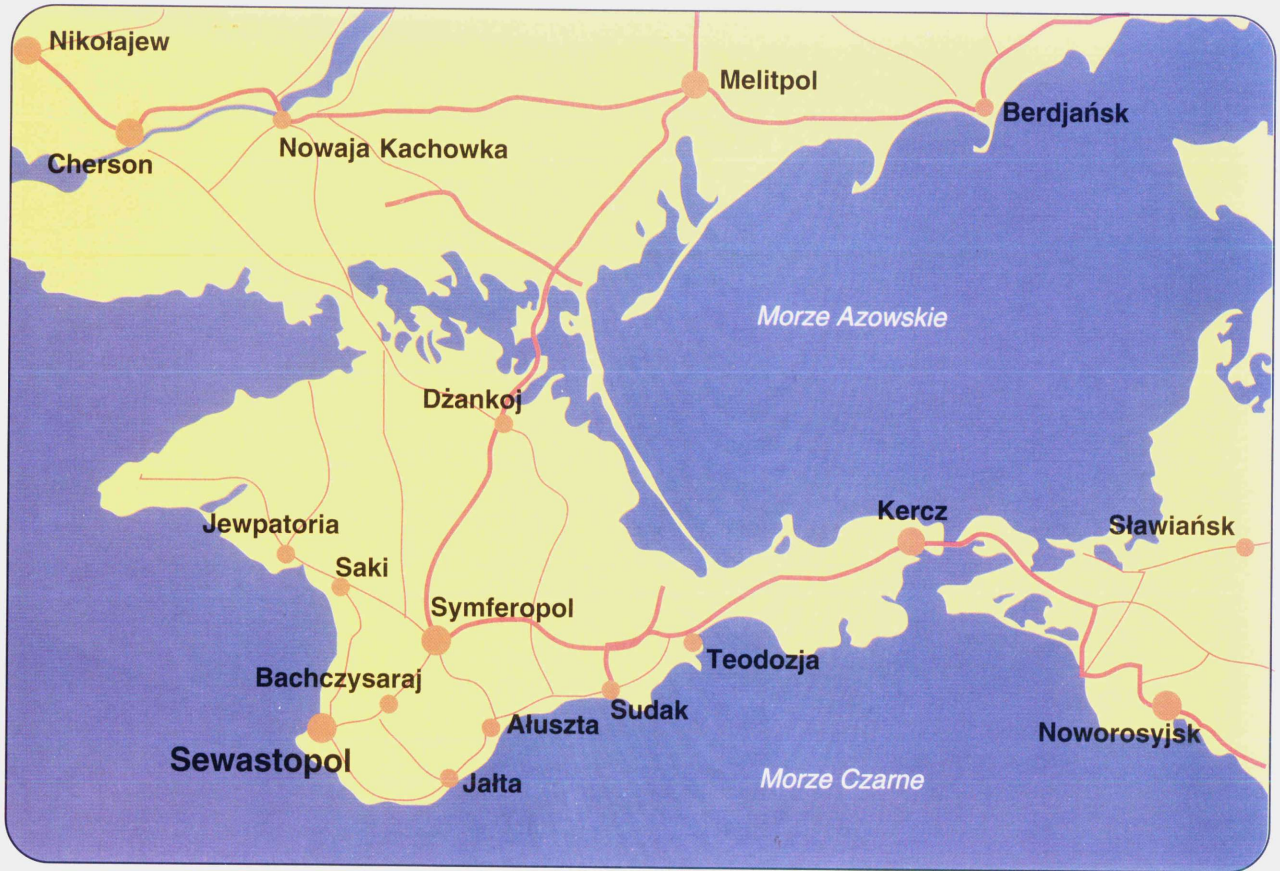 Nikołajew
Melitpol
Berdjańsk
Cherson
Nowaja Kachowka
Morze Azowskie
Dżankoj
Jewpatoria
Kercz
Sławiańsk
Saki
Symferopol
Teodozja
Bachczysaraj
Sudak
Ałuszta
Noworosyjsk
Sewastopol
Jałta
Morze Czarne